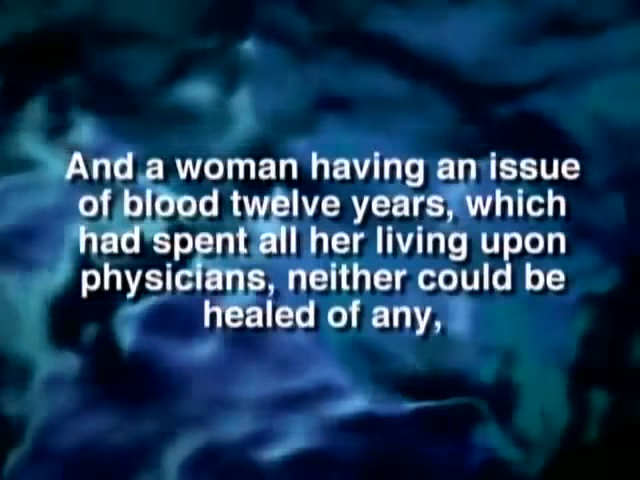 And a woman having an issue
of blood twelve years, which
had spent all her living upon
physicians, neither could be
healed of any,